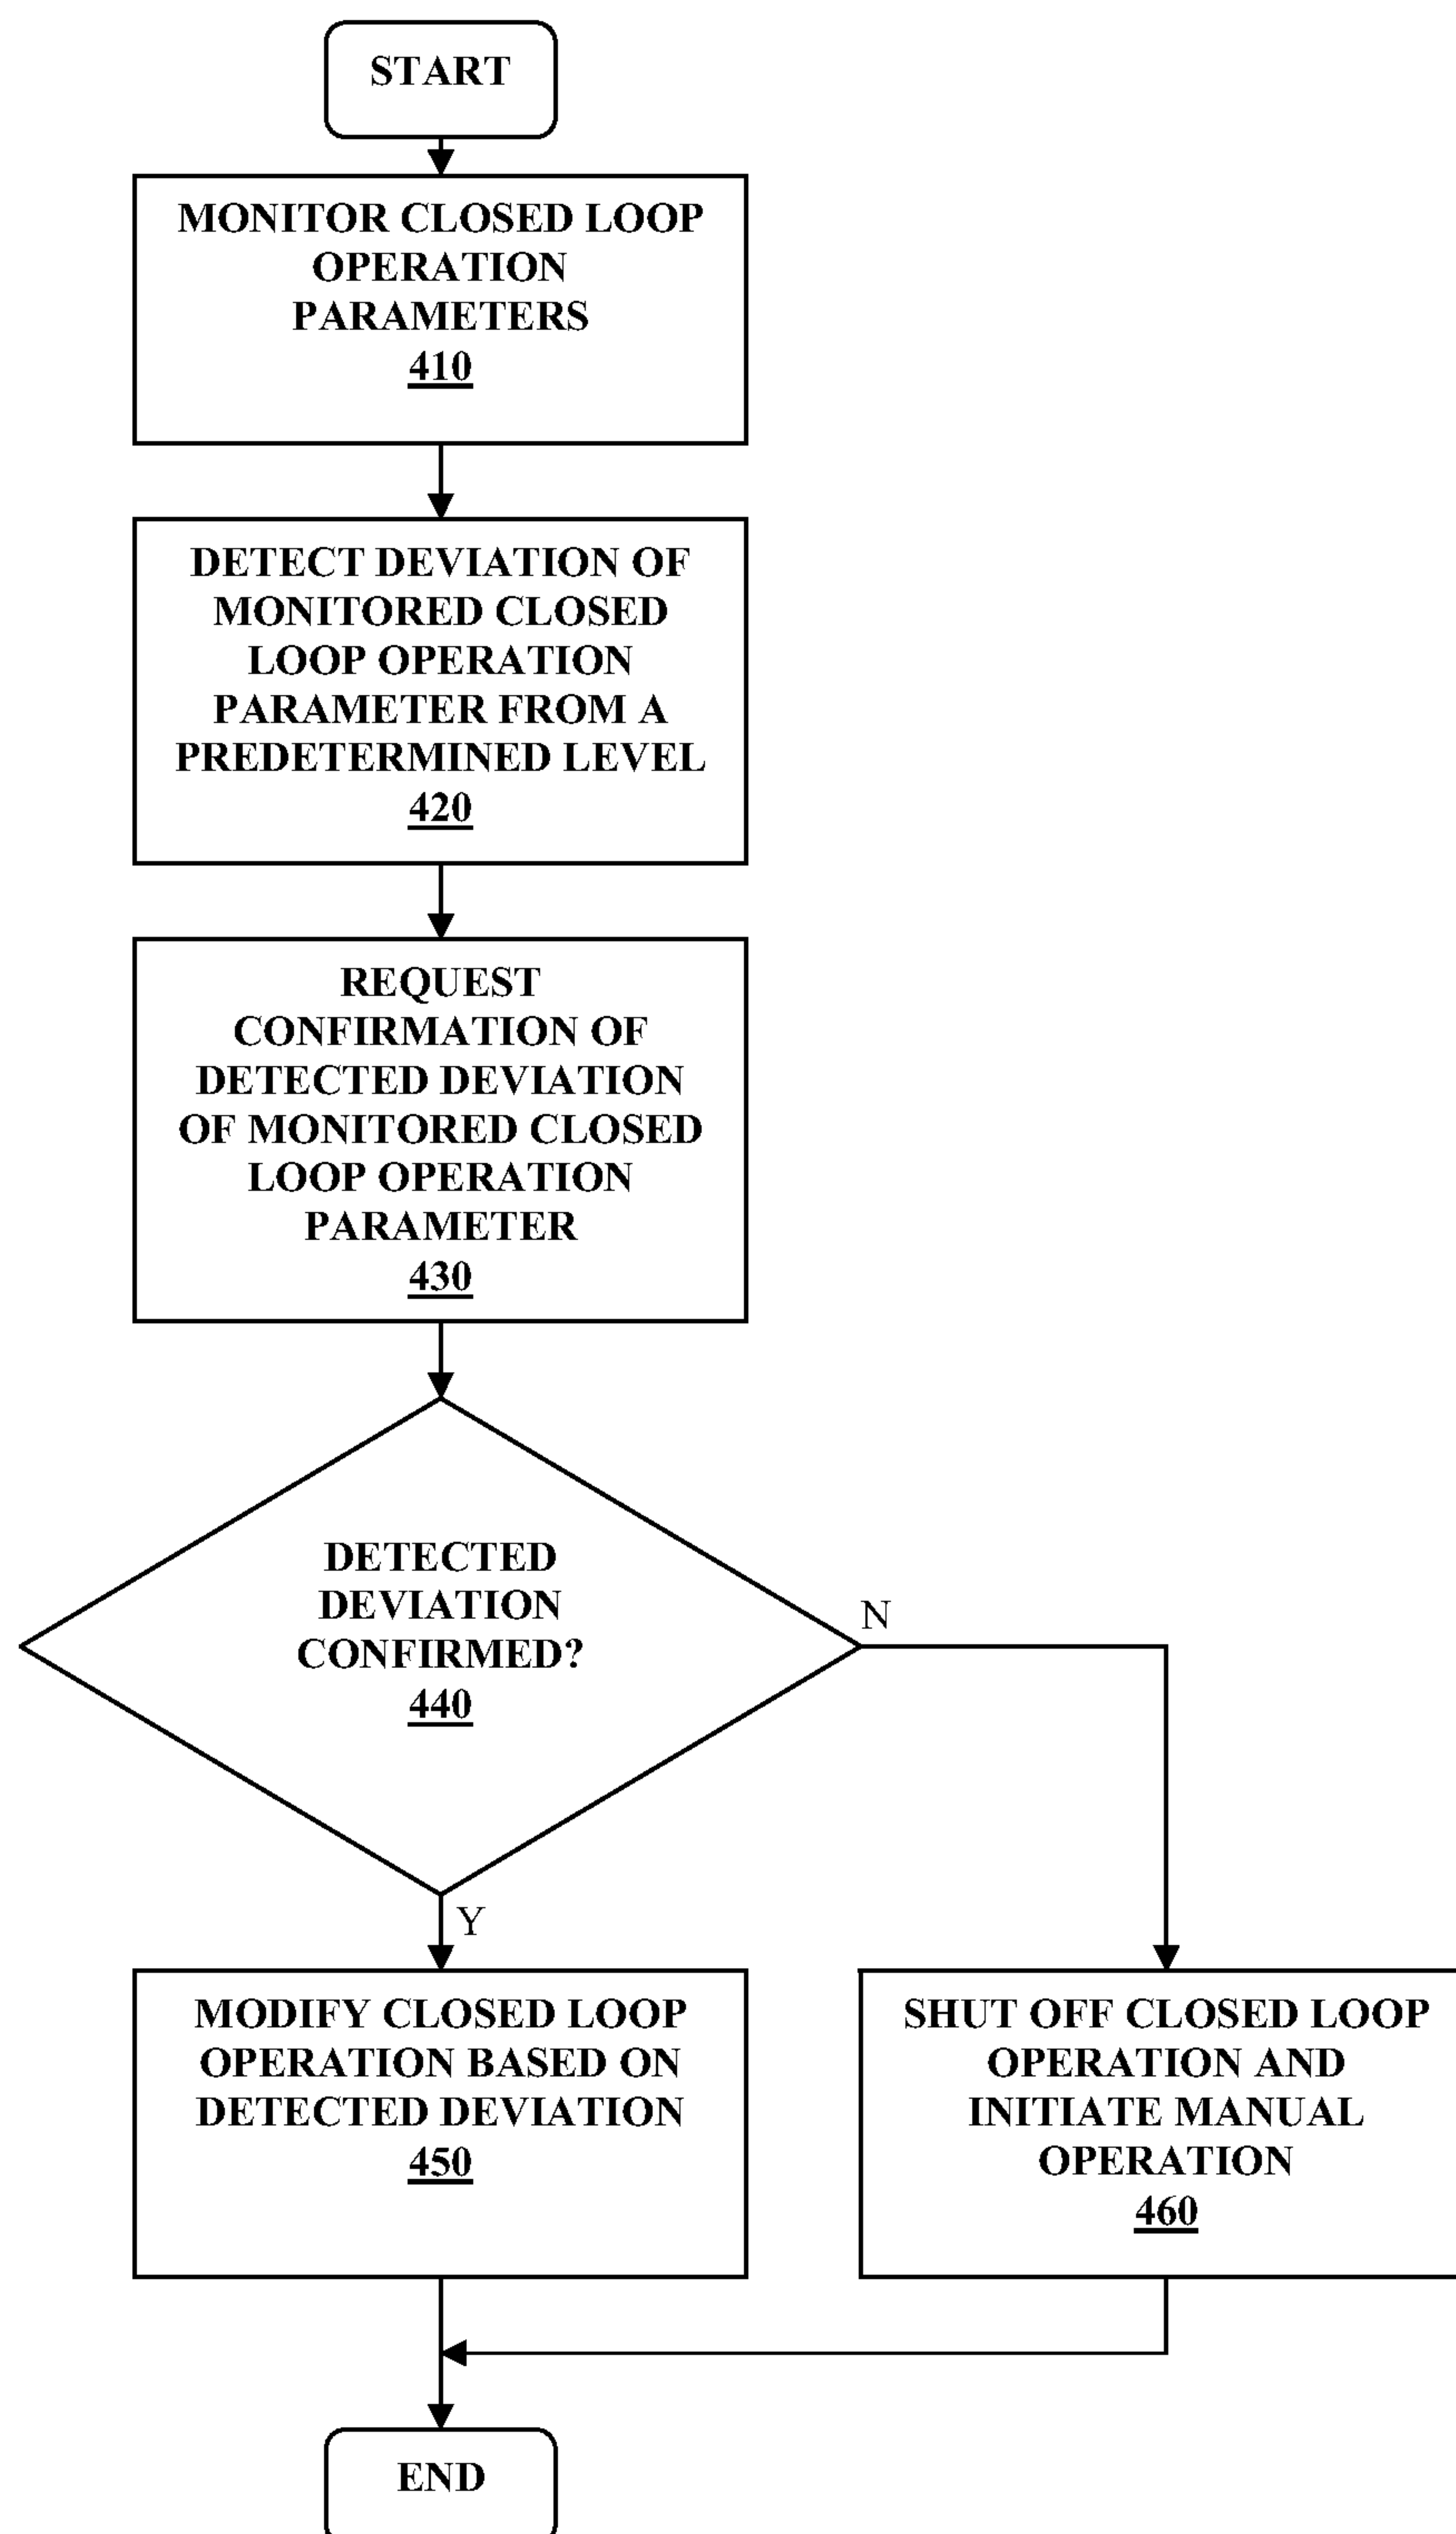 START
MONITOR CLOSED LOOP
OPERATION
PARAMETERS
410
DETECT DEVIATION OF
MONITORED CLOSED
LOOP OPERATION
PARAMETER FROM A
PREDETERMINED LEVEL
420
REQUEST
CONFIRMATION OF
DETECTED DEVIATION
OF MONITORED CLOSED
LOOP OPERATION
PARAMETER
430
DETECTED
DEVIATION
CONFIRMED?
440
N
Y
MODIFY CLOSED LOOP
OPERATION BASED ON
DETECTED DEVIATION
450
SHUT OFF CLOSED LOOP
OPERATION AND
INITIATE MANUAL
OPERATION
460
END